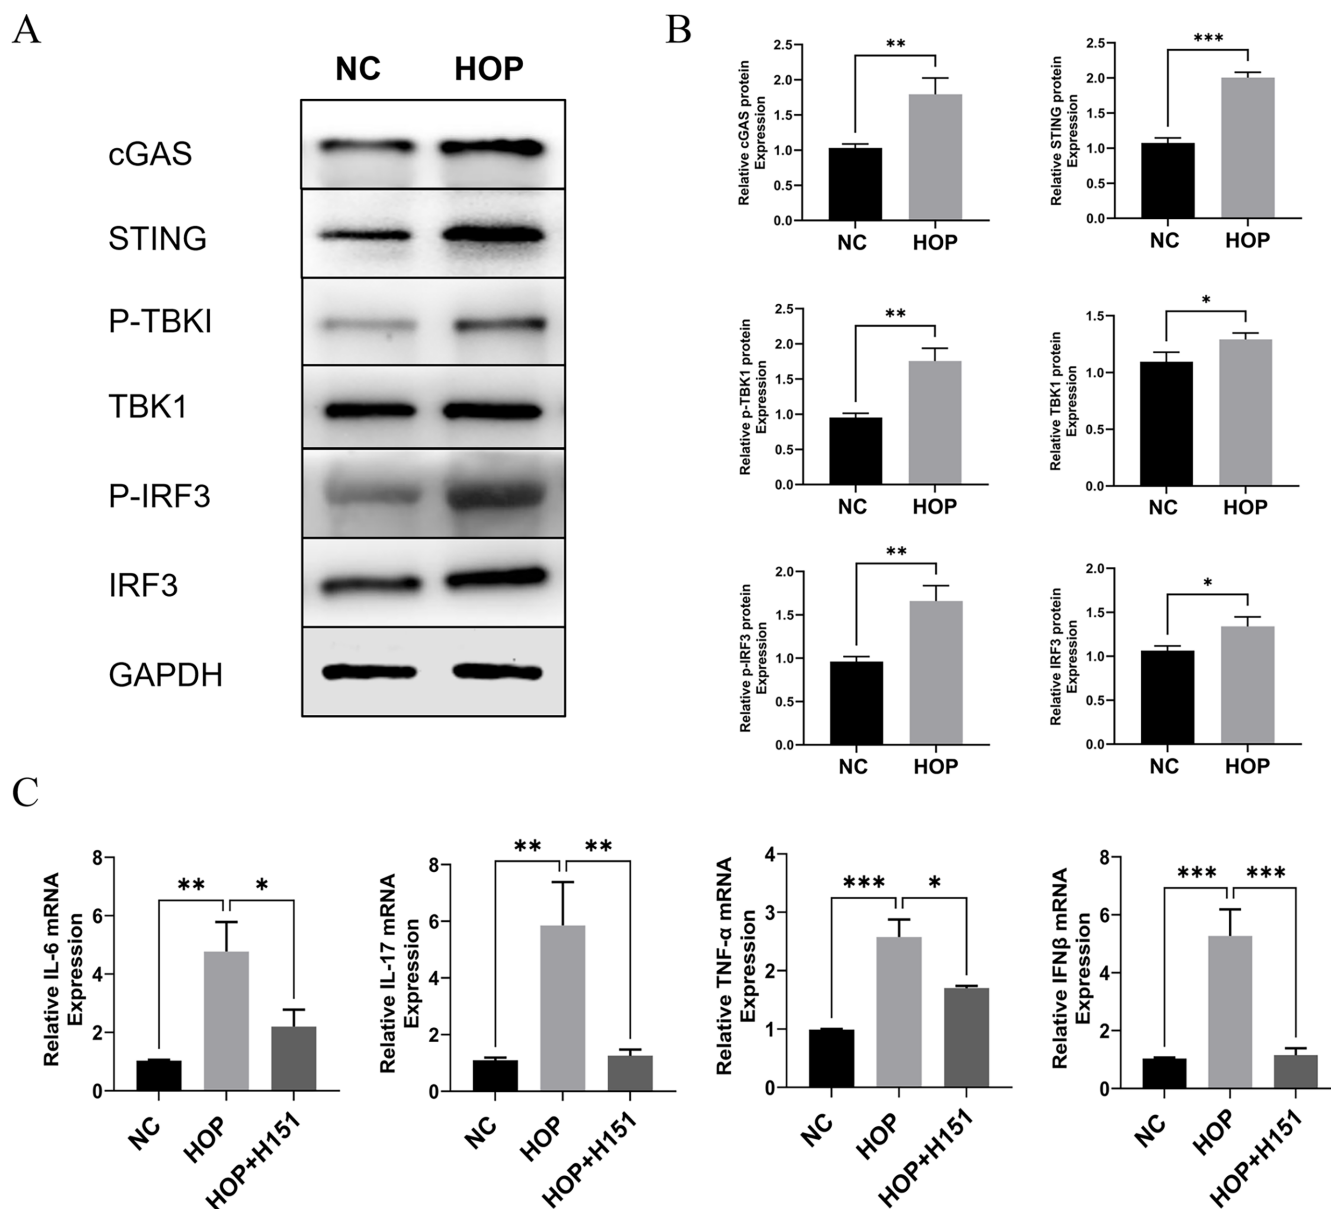 A
NC HOP
cGAS
STING
P-TBKI
TBK1
P-IRF3
IRF3
GAPDH
B
Relative cGAS protein
Expression
2.5
2.0
1.5
1.0
0.5
0.0
**
NC HOP
Relative STING protein
Expression
2.5
2.0
1.5
1.0
0.5
0.0
***
NC HOP
Relative p-TBK1 protein
Expression
2.5
2.0
1.5
1.0
0.5
0.0
**
NC HOP
Relative TBK1 protein
Expression
1.5
1.0
0.5
0.0
*
NC HOP
Relative p-IRF3 protein
Expression
2.0
1.5
1.0
0.5
0.0
**
NC HOP
Relative IRF3 protein
Expression
2.0
1.5
1.0
0.5
0.0
*
NC HOP
C
Relative IL-6 mRNA
Expression
8
6
4
2
0
** *
NC
HOP
HOP+H151
Relative IL-17 mRNA
Expression
8
6
4
2
0
** **
NC
HOP
HOP+H151
Relative TNF-α mRNA
Expression
4
3
2
1
0
*** *
NC
HOP
HOP+H151
Relative IFNβ mRNA
Expression
8
6
4
2
0
*** ***
NC
HOP
HOP+H151